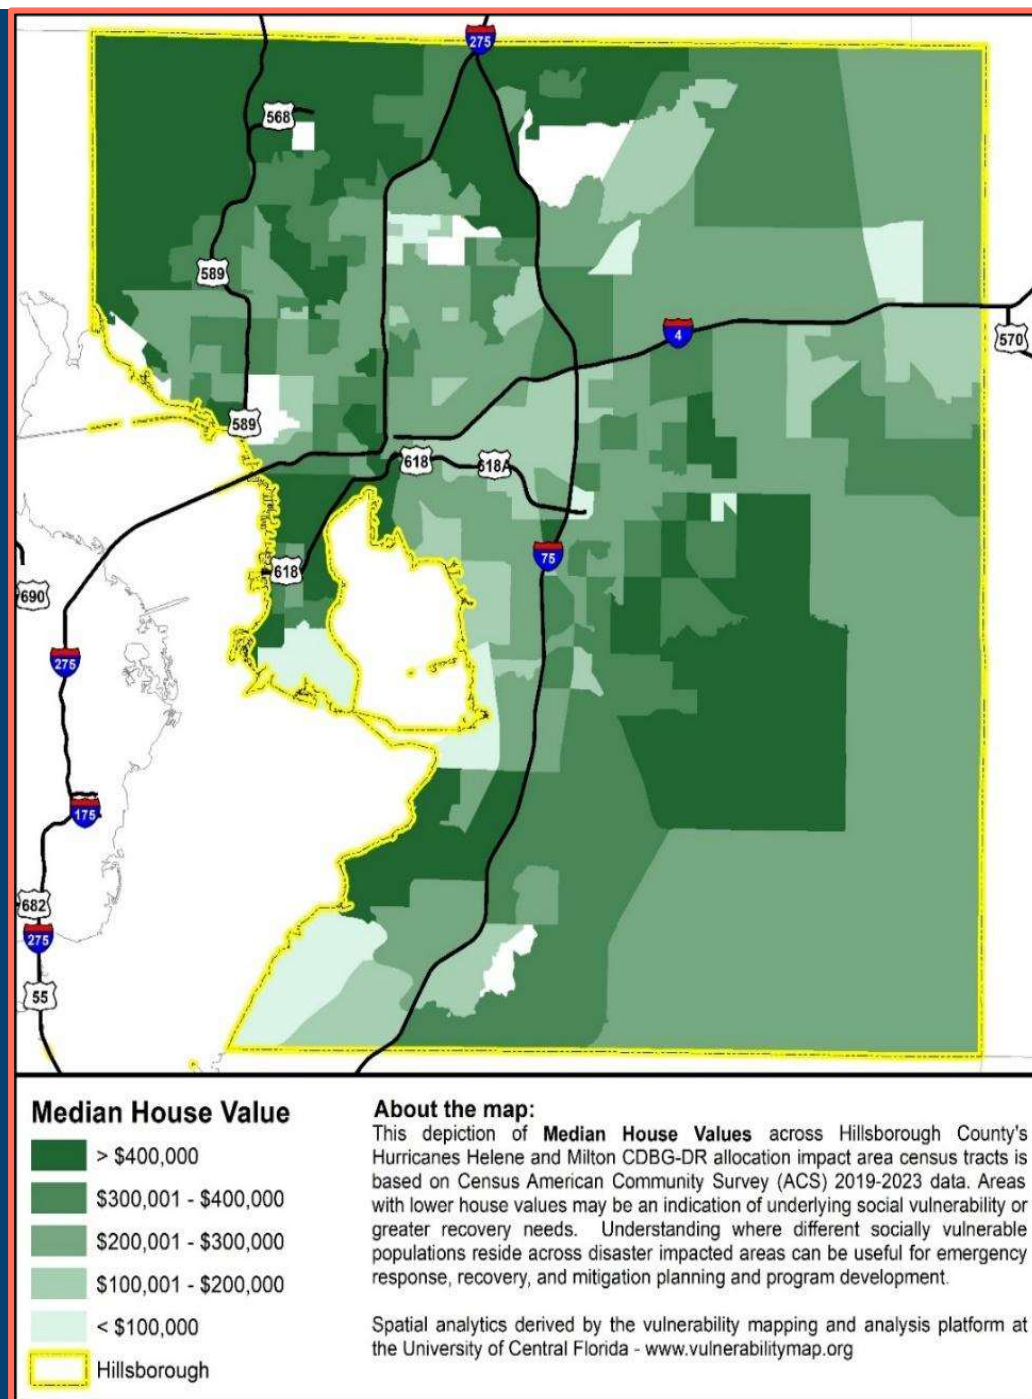 275
568
589
4
570
589
618
618A
75
618
690
275
175
682
275
55
Median House Value
> $400,000
$300,001 - $400,000
$200,001 - $300,000
$100,001 - $200,000
< $100,000
Hillsborough
About the map:
This depiction of Median House Values across Hillsborough County's
Hurricanes Helene and Milton CDBG-DR allocation impact area census tracts is
based on Census American Community Survey (ACS) 2019-2023 data. Areas
with lower house values may be an indication of underlying social vulnerability or
greater recovery needs. Understanding where different socially vulnerable
populations reside across disaster impacted areas can be useful for emergency
response, recovery, and mitigation planning and program development.
Spatial analytics derived by the vulnerability mapping and analysis platform at
the University of Central Florida - www.vulnerabilitymap.org